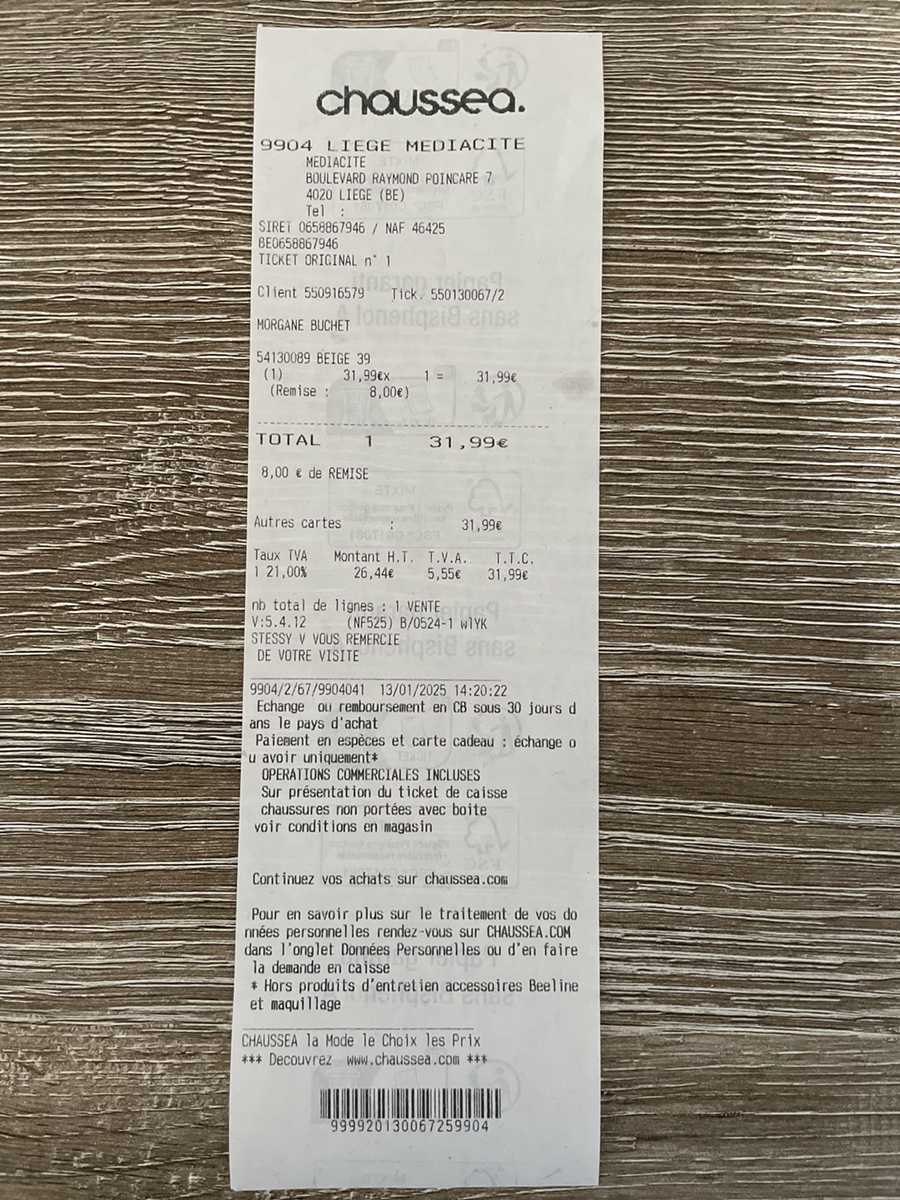 chaussea.
9904 LIEGE MEDIACITE
MEDIACITE
BOULEVARD RAYMOND POINCARE 7
4020 LIEGE (BE)
Tel :
SIRET 0658867946 / NAF 46425
BE0658867946
TICKET ORIGINAL n° 1
Client 550916579 Tick. 550130067/2
MORGANE BUCHET
54130089 BEIGE 39
(1) 31,99€x 1 = 31,99€
(Remise : 8,00€)
TOTAL 1 31,99€
8,00 € de REMISE
Autres cartes : 31,99€
Taux TVA Montant H.T. T.V.A. T.T.C.
1 21,00% 26,44€ 5,55€ 31,99€
nb total de lignes : 1 VENTE
V:5.4.12 (NF525) B/0524-1 wlYK
STESSY V VOUS REMERCIE
DE VOTRE VISITE
9904/2/67/9904041 13/01/2025 14:20:22
Echange ou remboursement en CB sous 30 jours d
ans le pays d'achat
Paiement en espèces et carte cadeau : échange o
u avoir uniquement*
OPERATIONS COMMERCIALES INCLUSES
Sur présentation du ticket de caisse
chaussures non portées avec boite
voir conditions en magasin
Continuez vos achats sur chaussea.com
Pour en savoir plus sur le traitement de vos do
nnées personnelles rendez-vous sur CHAUSSEA.COM
dans l'onglet Données Personnelles ou d'en faire
la demande en caisse
* Hors produits d'entretien accessoires Beeline
et maquillage
CHAUSSEA la Mode le Choix les Prix
*** Decouvrez www.chaussea.com ***
999920130067259904